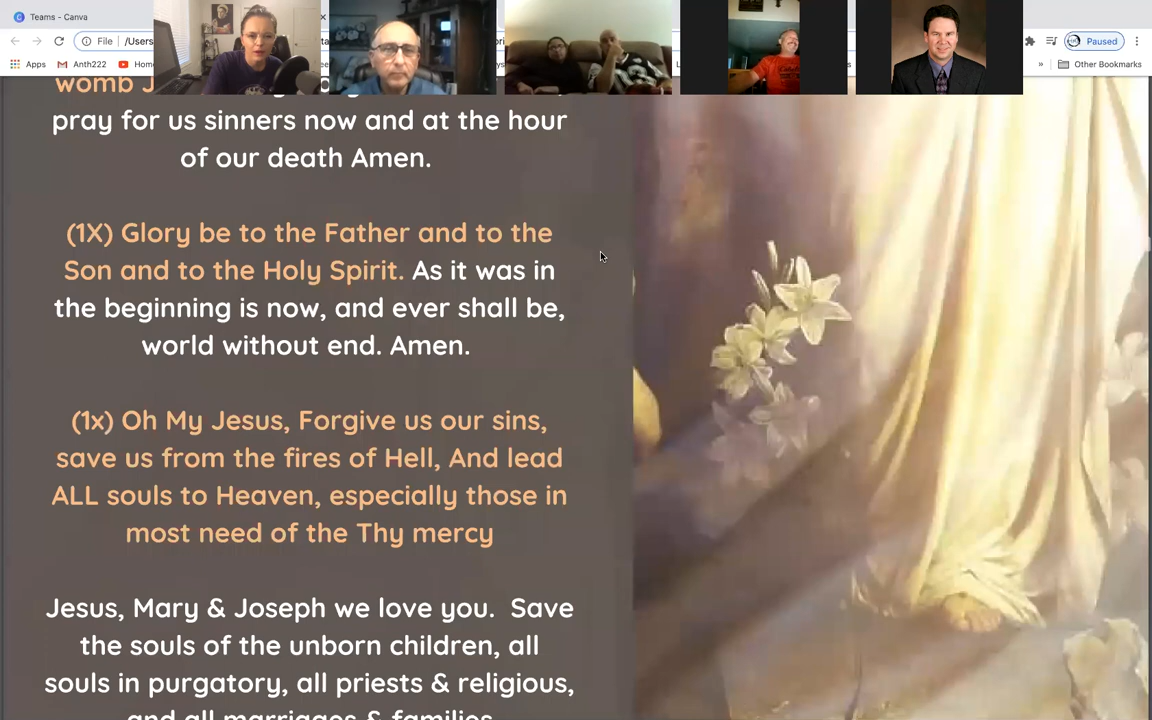 Teams - Canva
File
/Users
Paused
Apps
Anth222
Other Bookmarks
womb
pray for us sinners now and at the hour
of our death Amen.
(1X) Glory be to the Father and to the
Son and to the Holy Spirit. As it was in
the beginning is now, and ever shall be,
world without end. Amen.
(1x) Oh My Jesus, Forgive us our sins,
save us from the fires of Hell, And lead
ALL souls to Heaven, especially those in
most need of the Thy mercy
Jesus, Mary & Joseph we love you. Save
the souls of the unborn children, all
souls in purgatory, all priests & religious,
and all marriages & families